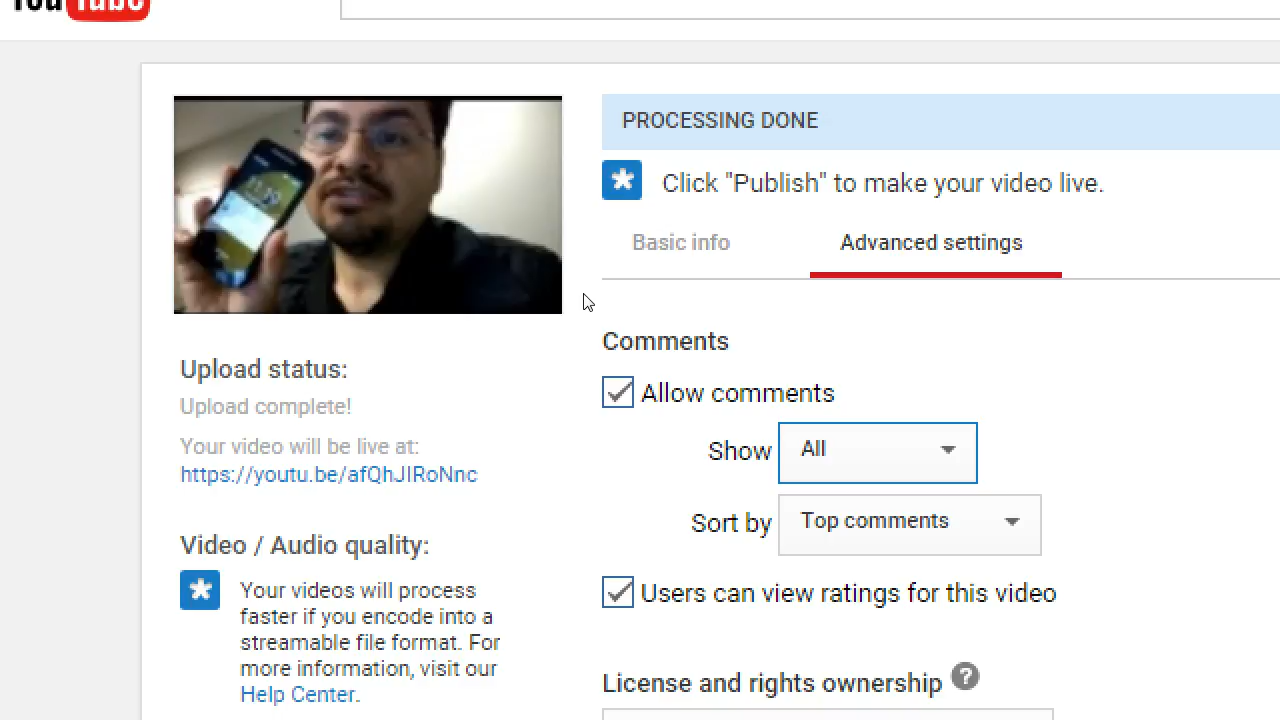 YouTube
PROCESSING DONE
Click "Publish" to make your video live.
Basic info
Advanced settings
11:19
Upload status:
Upload complete!
Your video will be live at:
https://youtu.be/afQhJIRoNnc
Video / Audio quality:
Your videos will process
faster if you encode into a
streamable file format. For
more information, visit our
Help Center.
Comments
Allow comments
Show All
Sort by Top comments
Users can view ratings for this video
License and rights ownership ?